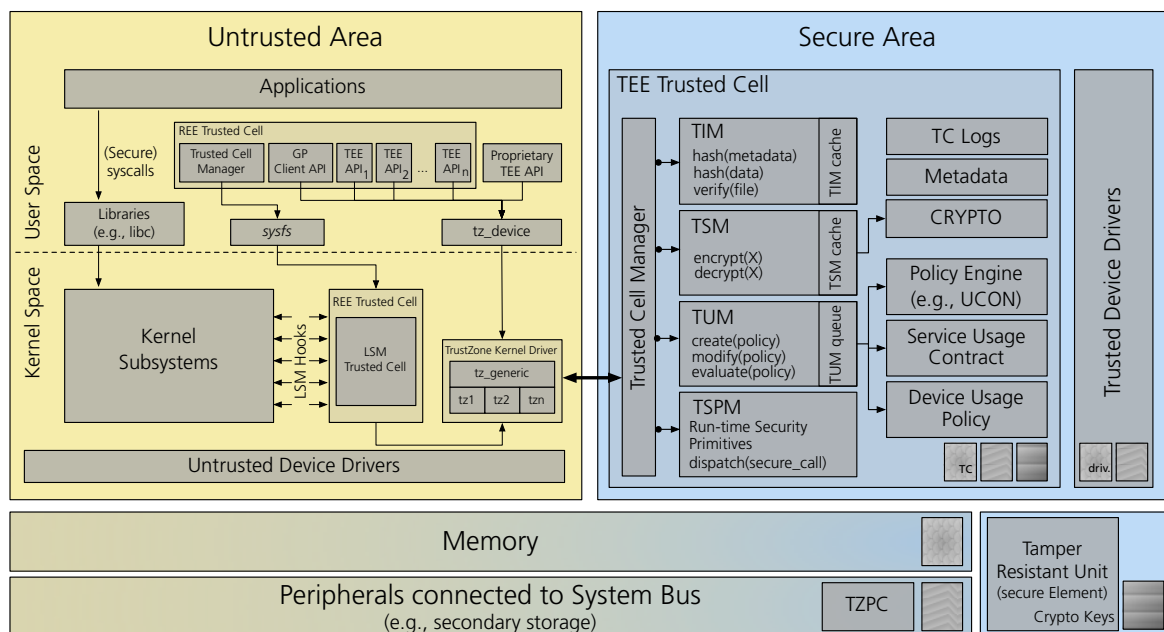 Untrusted Area
Applications
User Space
(Secure)
syscalls
REE Trusted Cell
Trusted Cell
Manager
GP
Client API
TEE
API1
TEE
API2
...
TEE
APIn
Proprietary
TEE API
Libraries
(e.g., libc)
sysfs
tz_device
Kernel Space
Kernel
Subsystems
LSM Hooks
REE Trusted Cell
LSM
Trusted Cell
TrustZone Kernel Driver
tz_generic
tz1
tz2
tzn
Untrusted Device Drivers
Secure Area
TEE Trusted Cell
Trusted Cell Manager
TIM
hash(metadata)
hash(data)
verify(file)
TIM cache
TSM
encrypt(X)
decrypt(X)
TSM cache
TUM
create(policy)
modify(policy)
evaluate(policy)
TUM queue
TSPM
Run-time Security
Primitives
dispatch(secure_call)
TC Logs
Metadata
CRYPTO
Policy Engine
(e.g., UCON)
Service Usage
Contract
Device Usage
Policy
TC
Trusted Device Drivers
driv.
Memory
Peripherals connected to System Bus
(e.g., secondary storage)
TZPC
Tamper
Resistant Unit
(secure Element)
Crypto Keys